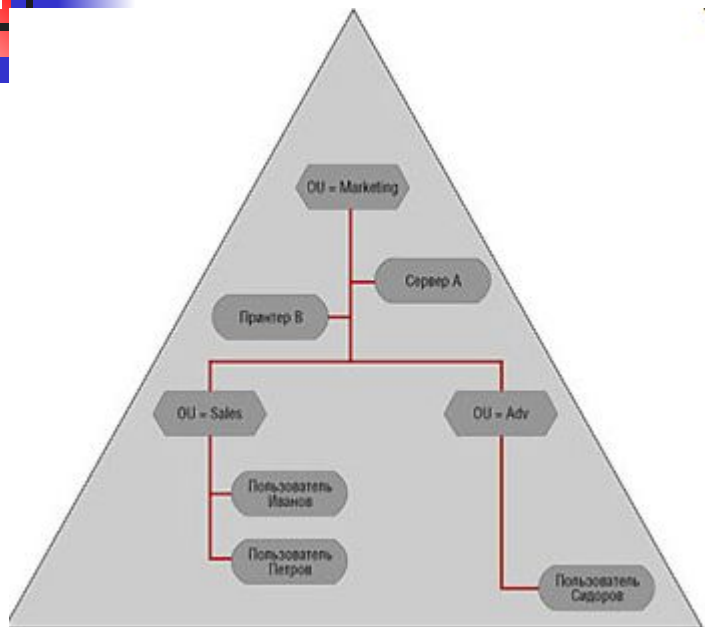 OU = Marketing
Сервер А
Принтер В
OU = Sales
OU = Adv
Пользователь
Иванов
Пользователь
Петров
Пользователь
Сидоров